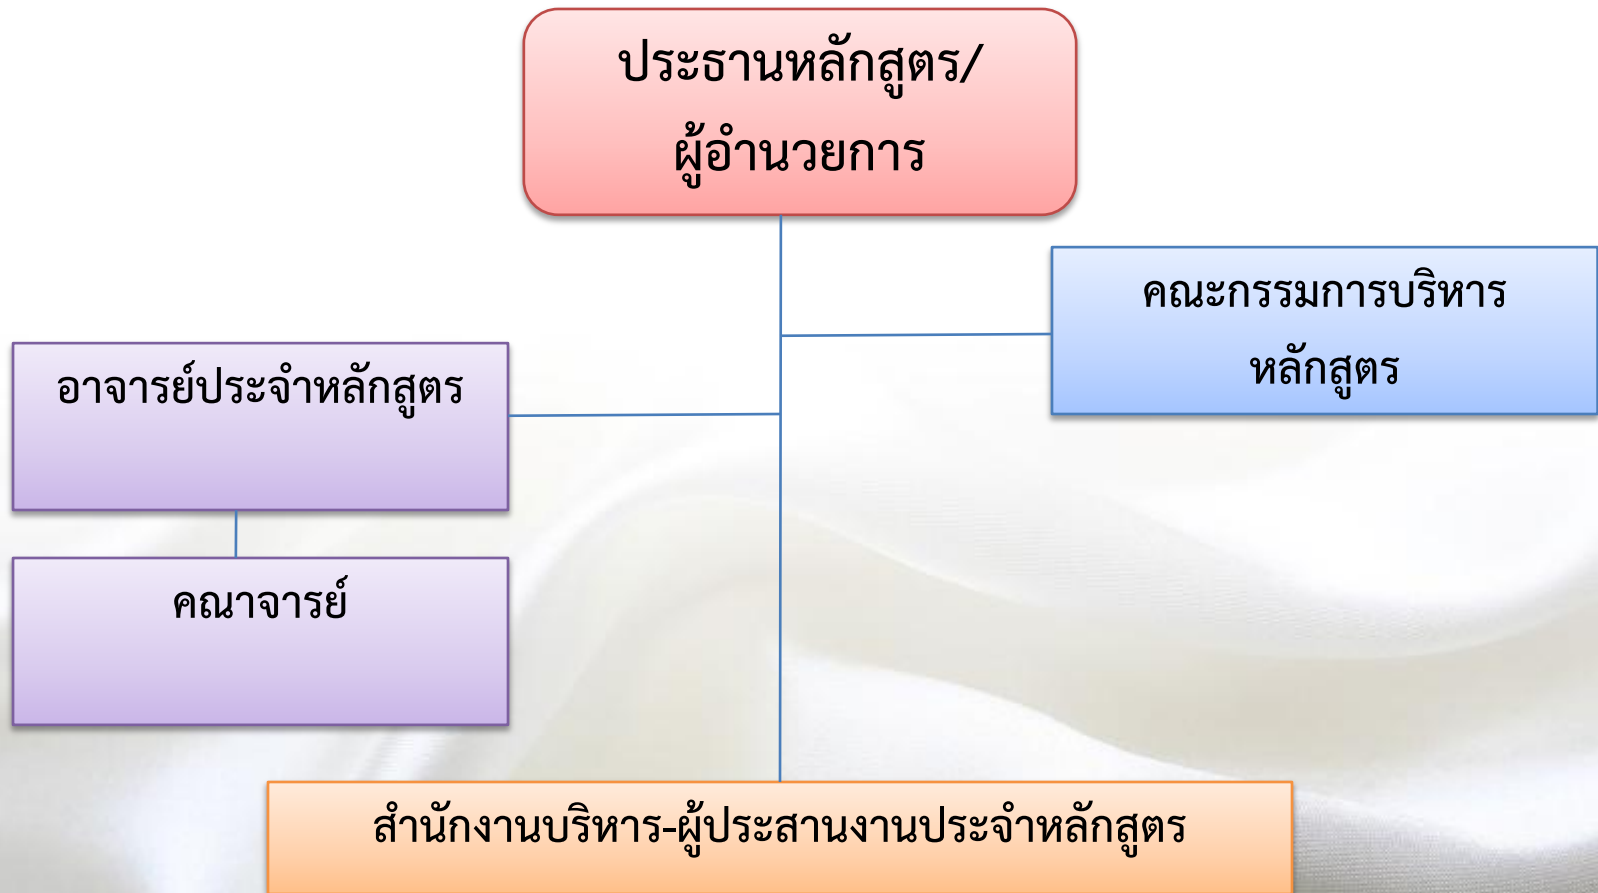 ประธานหลักสูตร/
ผู้อำนวยการ
คณะกรรมการบริหาร
หลักสูตร
อาจารย์ประจำหลักสูตร
คณาจารย์
สำนักงานบริหาร-ผู้ประสานงานประจำหลักสูตร